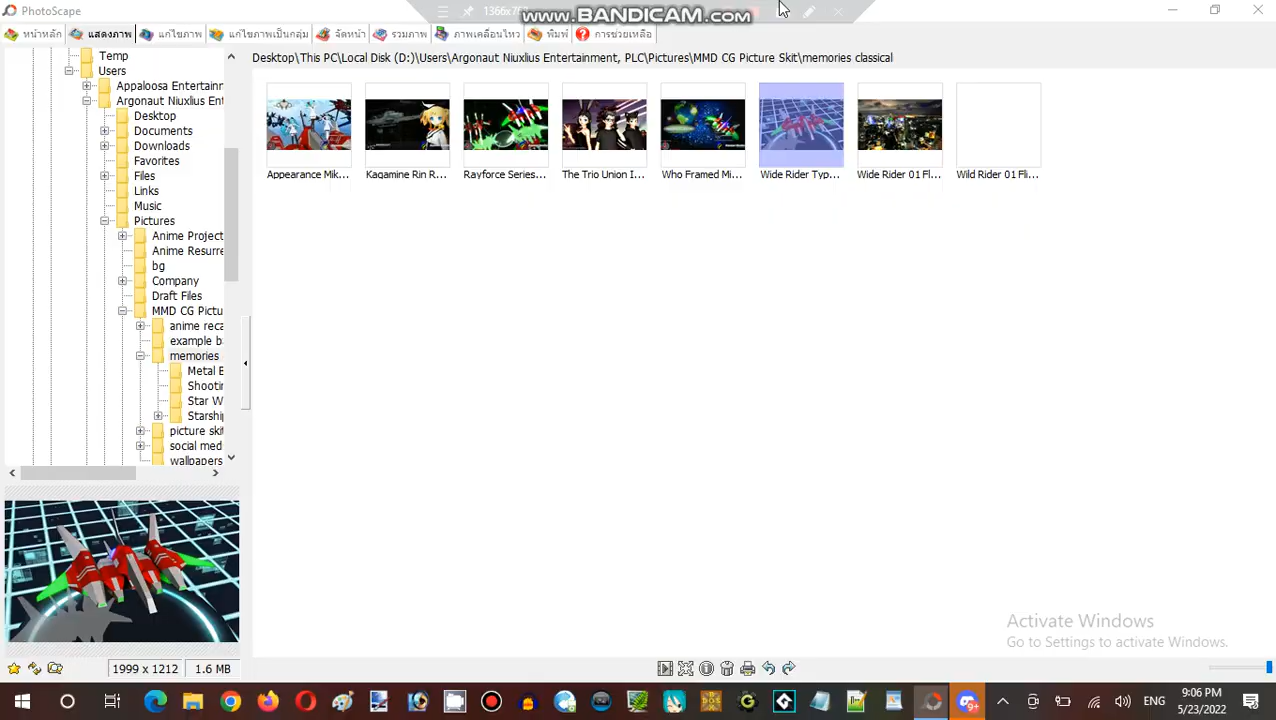 PhotoScape
1366x768
www.BANDICAM.com
หน้าหลัก
แสดงภาพ
แก้ไขภาพ
แก้ไขภาพเป็นกลุ่ม
จัดหน้า
รวมภาพ
ภาพเคลื่อนไหว
พิมพ์
การช่วยเหลือ
Desktop\This PC\Local Disk (D:)\Users\Argonaut Niuxlius Entertainment, PLC\Pictures\MMD CG Picture Skit\memories classical
Temp
Users
Appaloosa Entertainn
Argonaut Niuxlius Ent
Desktop
Documents
Downloads
Favorites
Files
Links
Music
Pictures
Anime Project
Anime Resurre
bg
Company
Draft Files
MMD CG Pictu
anime reca
example b
memories
Metal B
Shootin
Star W
Starship
picture skit
social med
wallpapers
Appearance Mik...
Kagamine Rin R...
Rayforce Series...
The Trio Union I...
Who Framed Mi...
Wide Rider Typ...
Wide Rider 01 Fl...
Wild Rider 01 Fli...
1999 x 1212
1.6 MB
Activate Windows
Go to Settings to activate Windows.
ENG
9:06 PM
5/23/2022